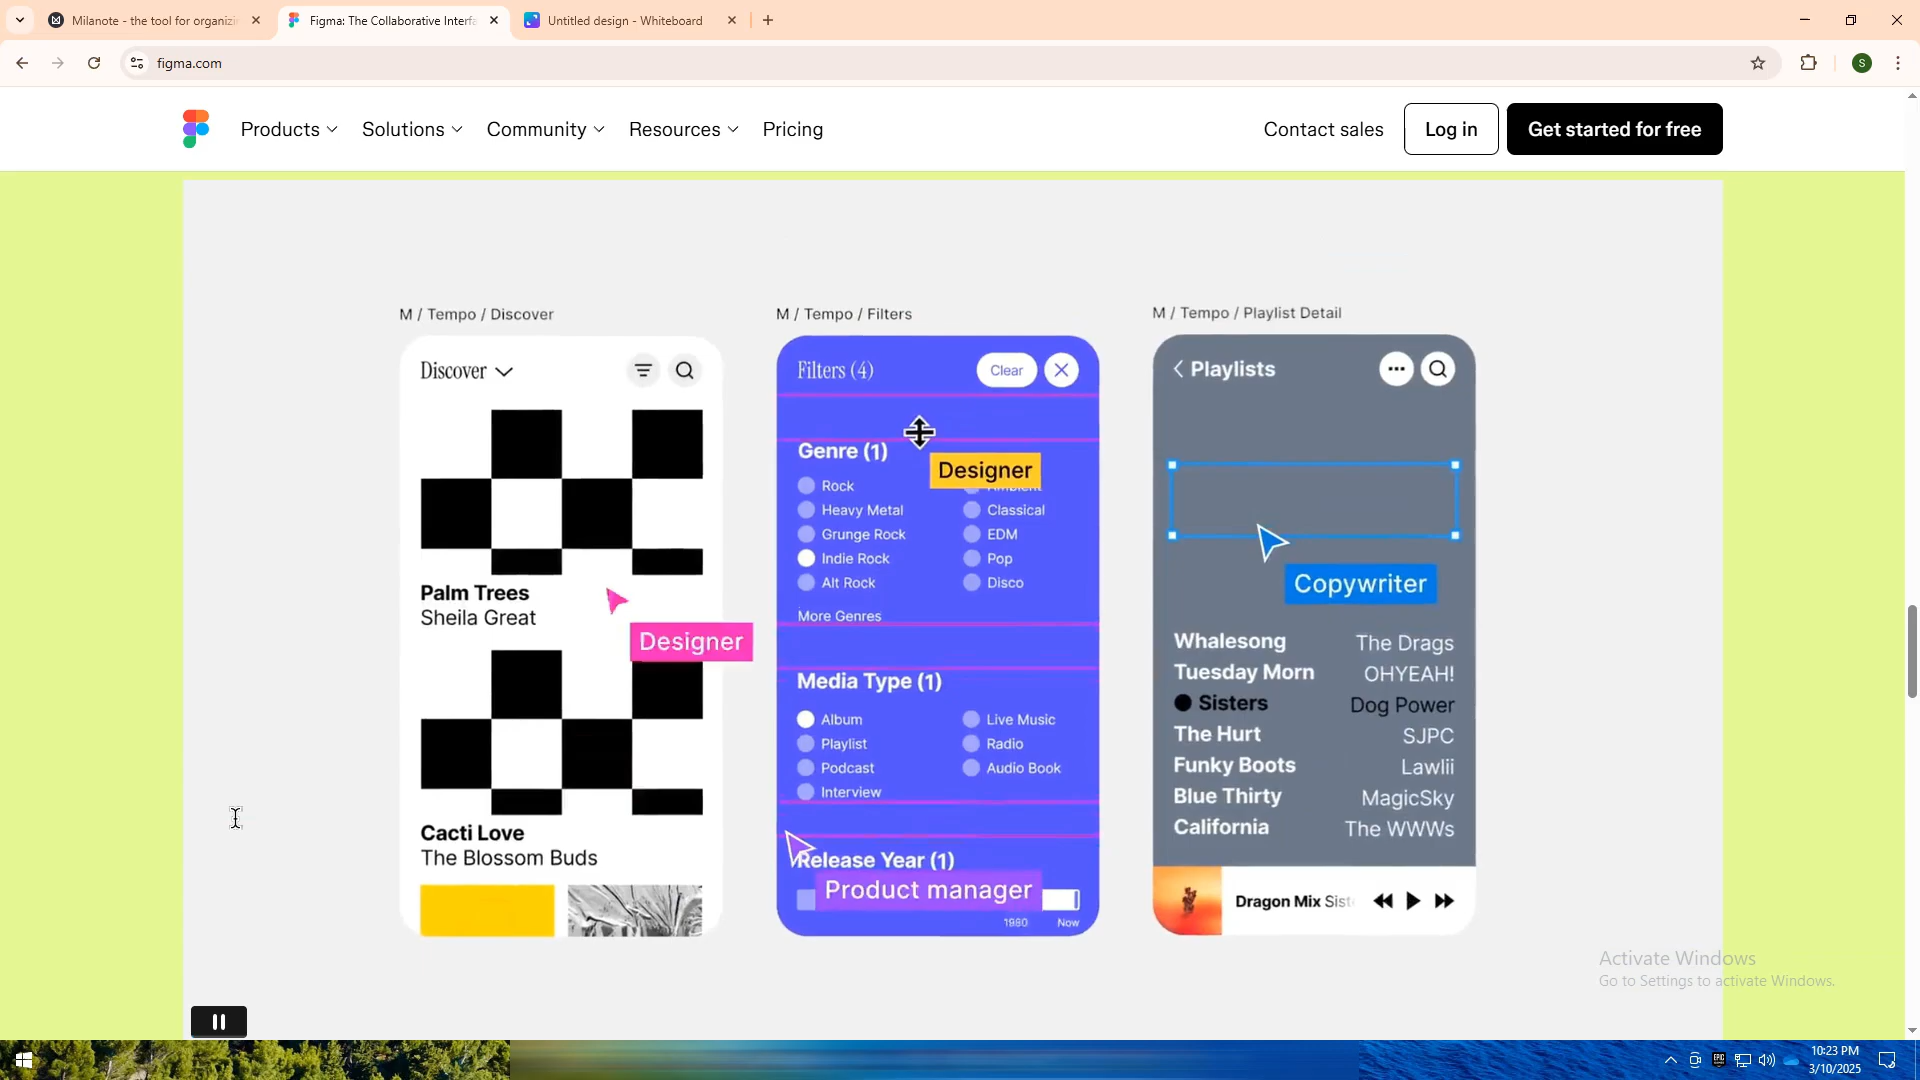 Milanote - the tool for organizi
Figma: The Collaborative Interfa
Untitled design - Whiteboard
figma.com
S
Products
Solutions
Community
Resources
Pricing
Contact sales
Log in
Get started for free
M / Tempo / Discover
M / Tempo / Filters
M / Tempo / Playlist Detail
Discover
Palm Trees
Sheila Great
Designer
Cacti Love
The Blossom Buds
Filters (4)
Clear
Genre (1)
Designer
Rock
Ambient
Heavy Metal
Classical
Grunge Rock
EDM
Indie Rock
Pop
Alt Rock
Disco
More Genres
Media Type (1)
Album
Live Music
Playlist
Radio
Podcast
Audio Book
Interview
Release Year (1)
Product manager
1980
Now
Playlists
Copywriter
Whalesong The Drags
Tuesday Morn OHYEAH!
Sisters Dog Power
The Hurt SJPC
Funky Boots Lawlii
Blue Thirty MagicSky
California The WWWs
Dragon Mix Sist
Activate Windows
Go to Settings to activate Windows.
EPIC
10:23 PM
3/10/2025